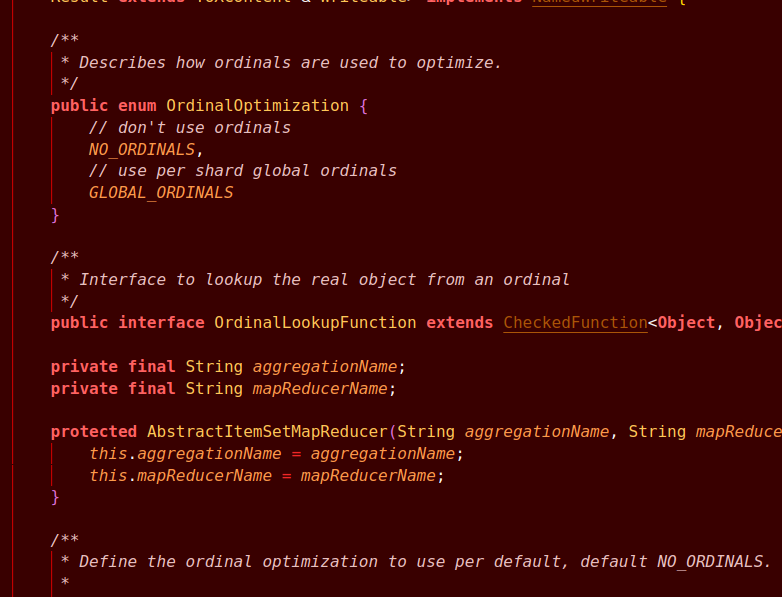 Result extends ToXContent & Writeable> implements NamedWriteable {
/**
* Describes how ordinals are used to optimize.
*/
public enum OrdinalOptimization {
// don't use ordinals
NO_ORDINALS,
// use per shard global ordinals
GLOBAL_ORDINALS
}
/**
* Interface to lookup the real object from an ordinal
*/
public interface OrdinalLookupFunction extends CheckedFunction<Object, Objec
private final String aggregationName;
private final String mapReducerName;
protected AbstractItemSetMapReducer(String aggregationName, String mapReduce
this.aggregationName = aggregationName;
this.mapReducerName = mapReducerName;
}
/**
* Define the ordinal optimization to use per default, default NO_ORDINALS.
*